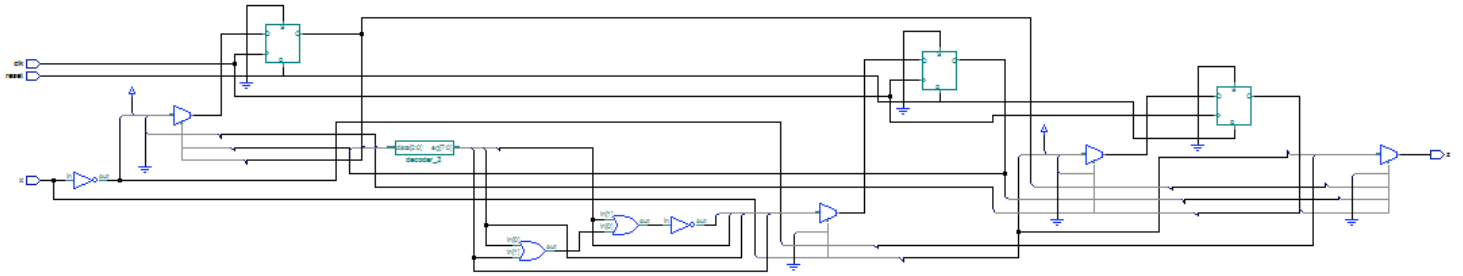 clk
reset
x
in
out
data[2:0]
eq[7:0]
decoder_2
in[1]
in[0]
out
in
out
in[0]
in[1]
out
z